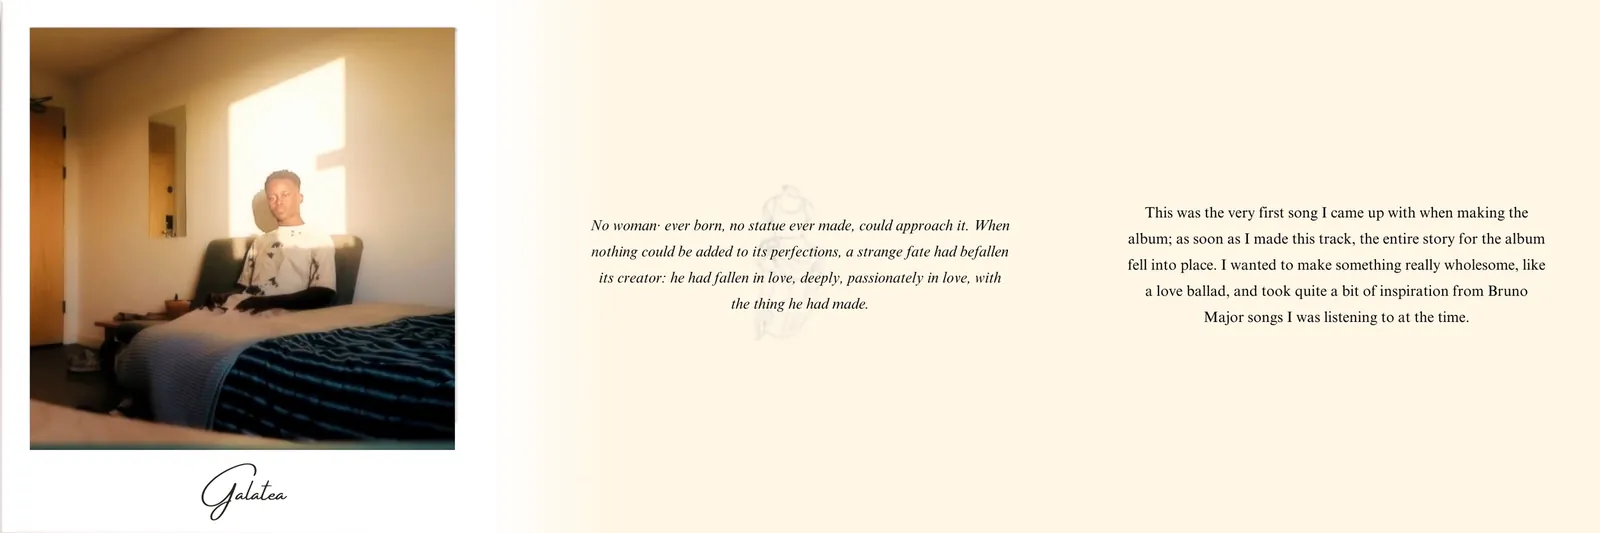 Galatea
No woman· ever born, no statue ever made, could approach it. When
nothing could be added to its perfections, a strange fate had befallen
its creator: he had fallen in love, deeply, passionately in love, with
the thing he had made.
This was the very first song I came up with when making the
album; as soon as I made this track, the entire story for the album
fell into place. I wanted to make something really wholesome, like
a love ballad, and took quite a bit of inspiration from Bruno
Major songs I was listening to at the time.